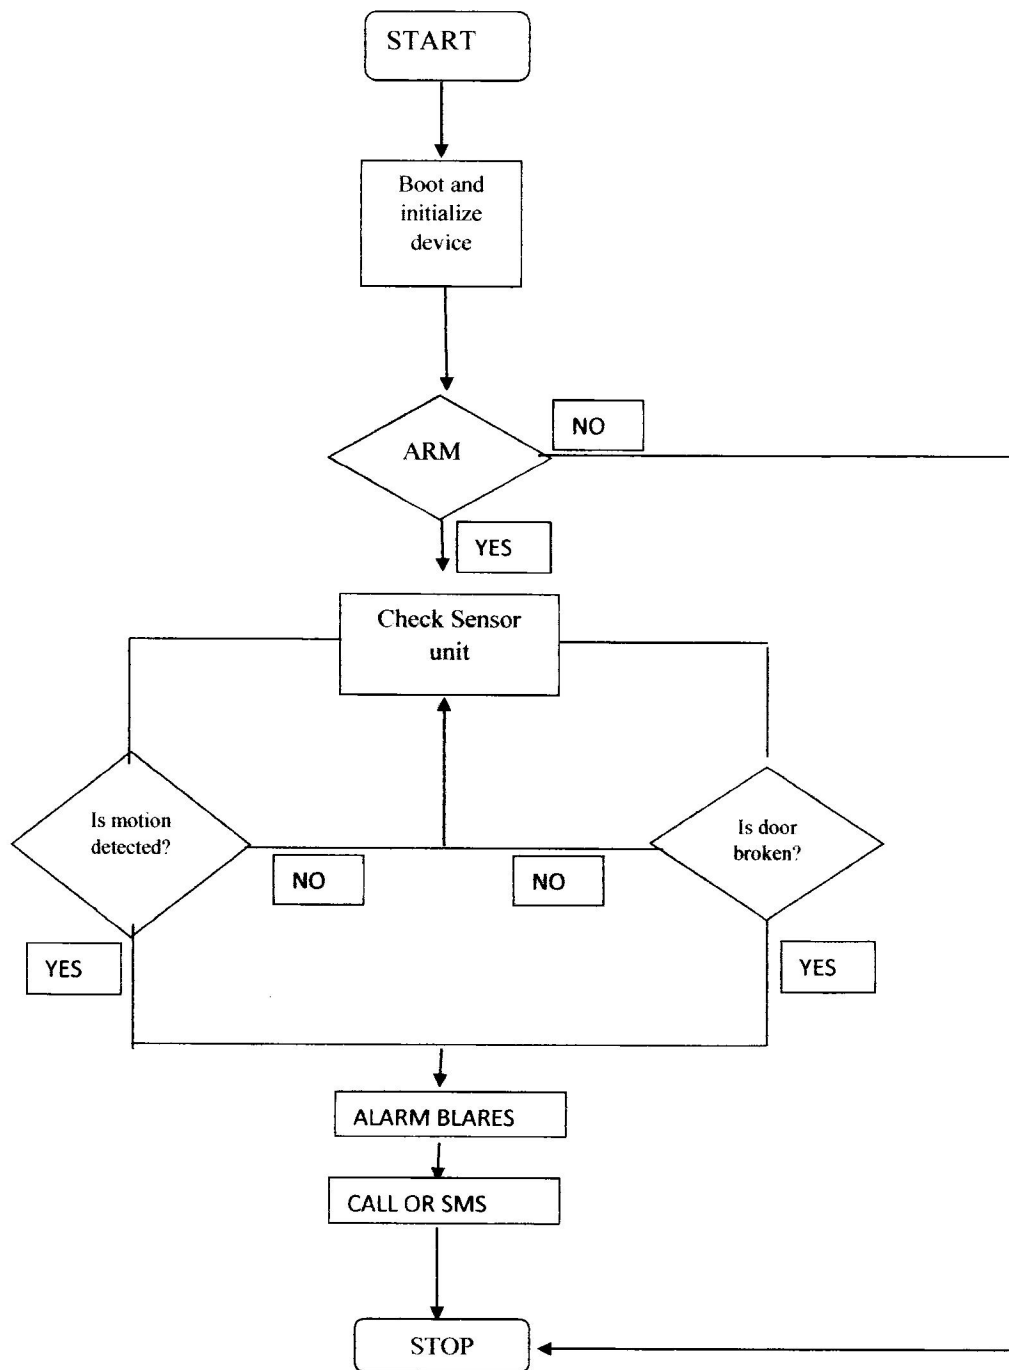 START
Boot and
initialize
device
NO
ARM
YES
Check Sensor
unit
Is motion
detected?
Is door
broken?
NO
NO
YES
YES
ALARM BLARES
CALL OR SMS
STOP